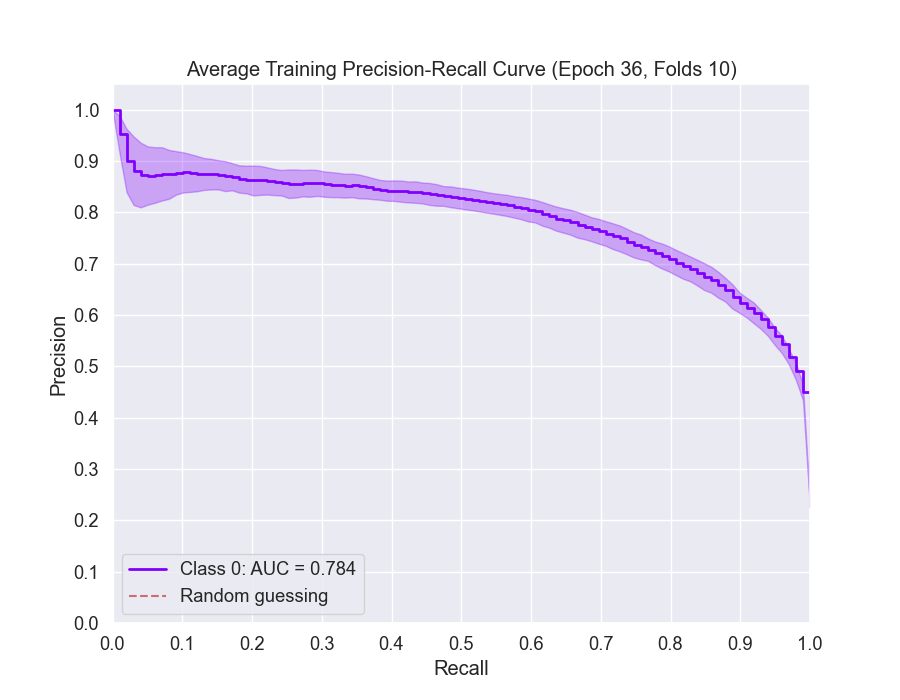 Average Training Precision-Recall Curve (Epoch 36, Folds 10)
1.0
0.9
0.8
0.7
0.6
0.5
0.4
0.3
0.2
0.1
0.0
Precision
Class 0: AUC = 0.784
Random guessing
0.0 0.1 0.2 0.3 0.4 0.5 0.6 0.7 0.8 0.9 1.0
Recall